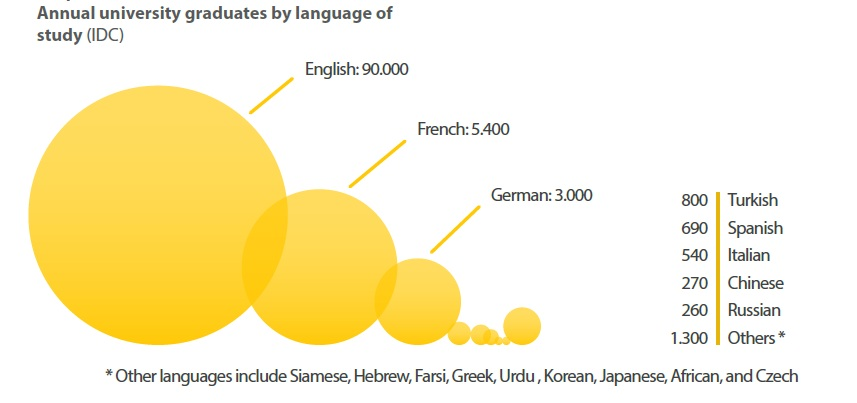 Annual university graduates by language of
study (IDC)
English: 90.000
French: 5.400
German: 3.000
800 Turkish
690 Spanish
540 Italian
270 Chinese
260 Russian
1.300 Others *
* Other languages include Siamese, Hebrew, Farsi, Greek, Urdu , Korean, Japanese, African, and Czech